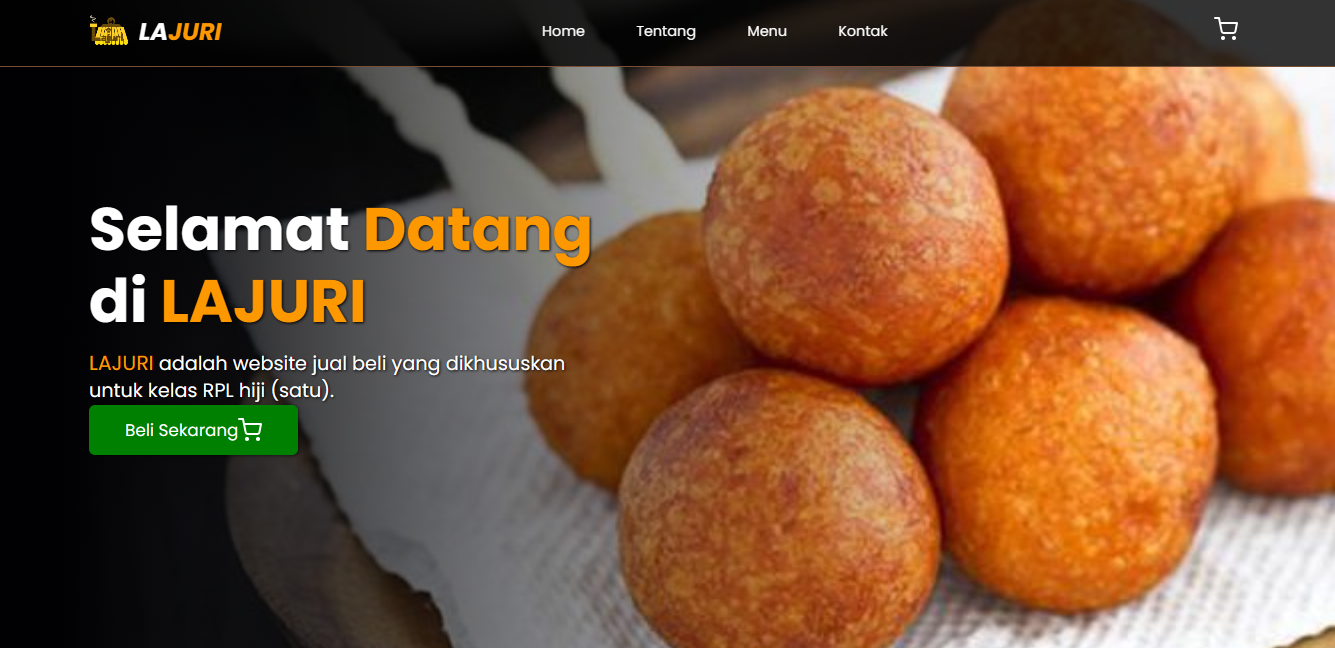 LAJURI
Home Tentang Menu Kontak
Selamat Datang
di LAJURI
LAJURI adalah website jual beli yang dikhususkan
untuk kelas RPL hiji (satu).
Beli Sekarang